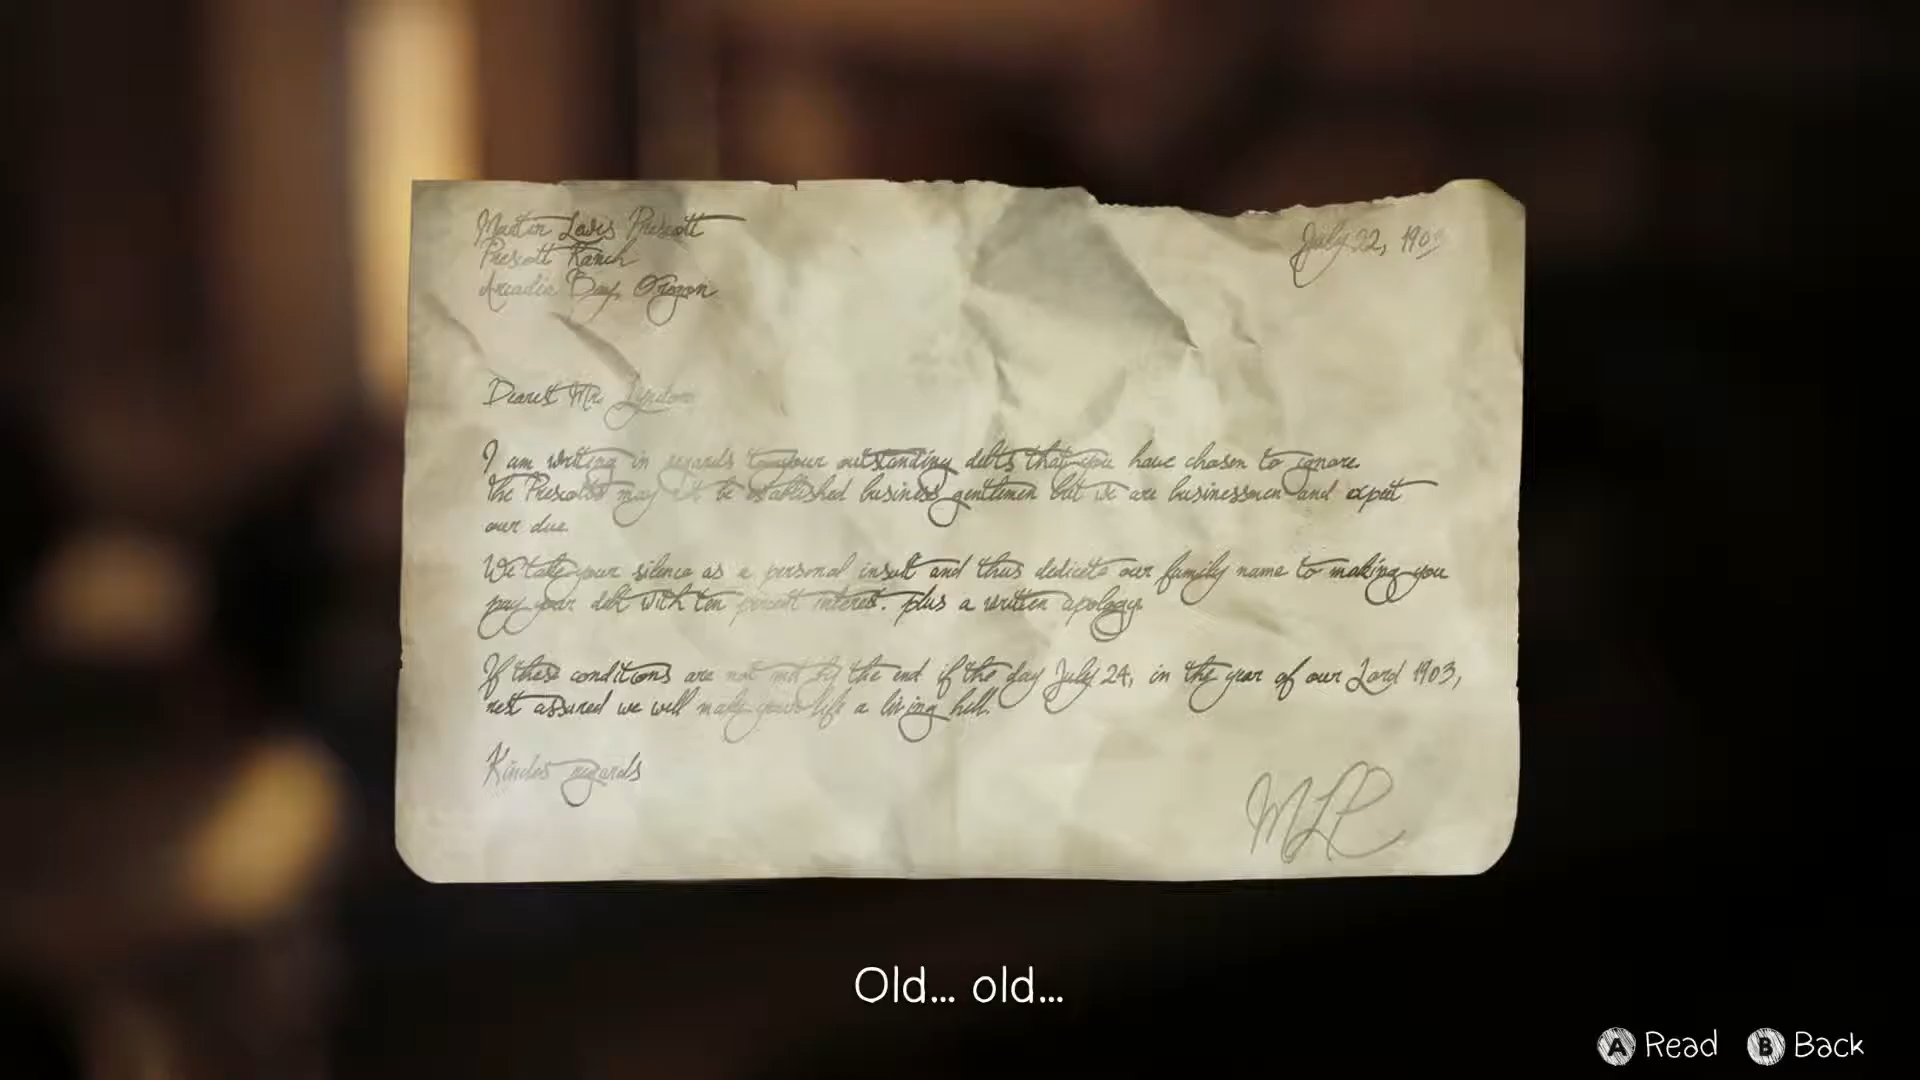 Martin Lewis Prescott
July 22, 1903
Prescott Ranch
Arcadia Bay, Oregon
Dearest Mr.
I am writing in regards to your outstanding debts that you have chosen to ignore.
The Prescotts may not be established business gentlemen but we are businessmen and expect
our due.
We take your silence as a personal insult and thus dedicate our family name to making you
pay your debt with ten percent interest. plus a written apology.
If these conditions are not met by the end if the day July 24, in the year of our Lord 1903,
rest assured we will make your life a living hell.
Kindes regards
MLP
Old... old...
A Read B Back